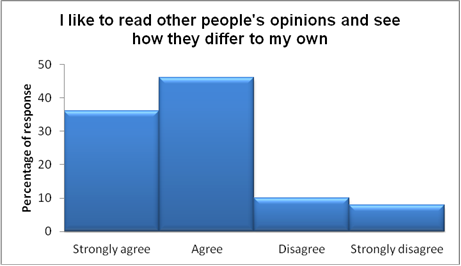 I like to read other people's opinions and see
how they differ to my own
Percentage of response
50
40
30
20
10
0
Strongly agree Agree Disagree Strongly disagree